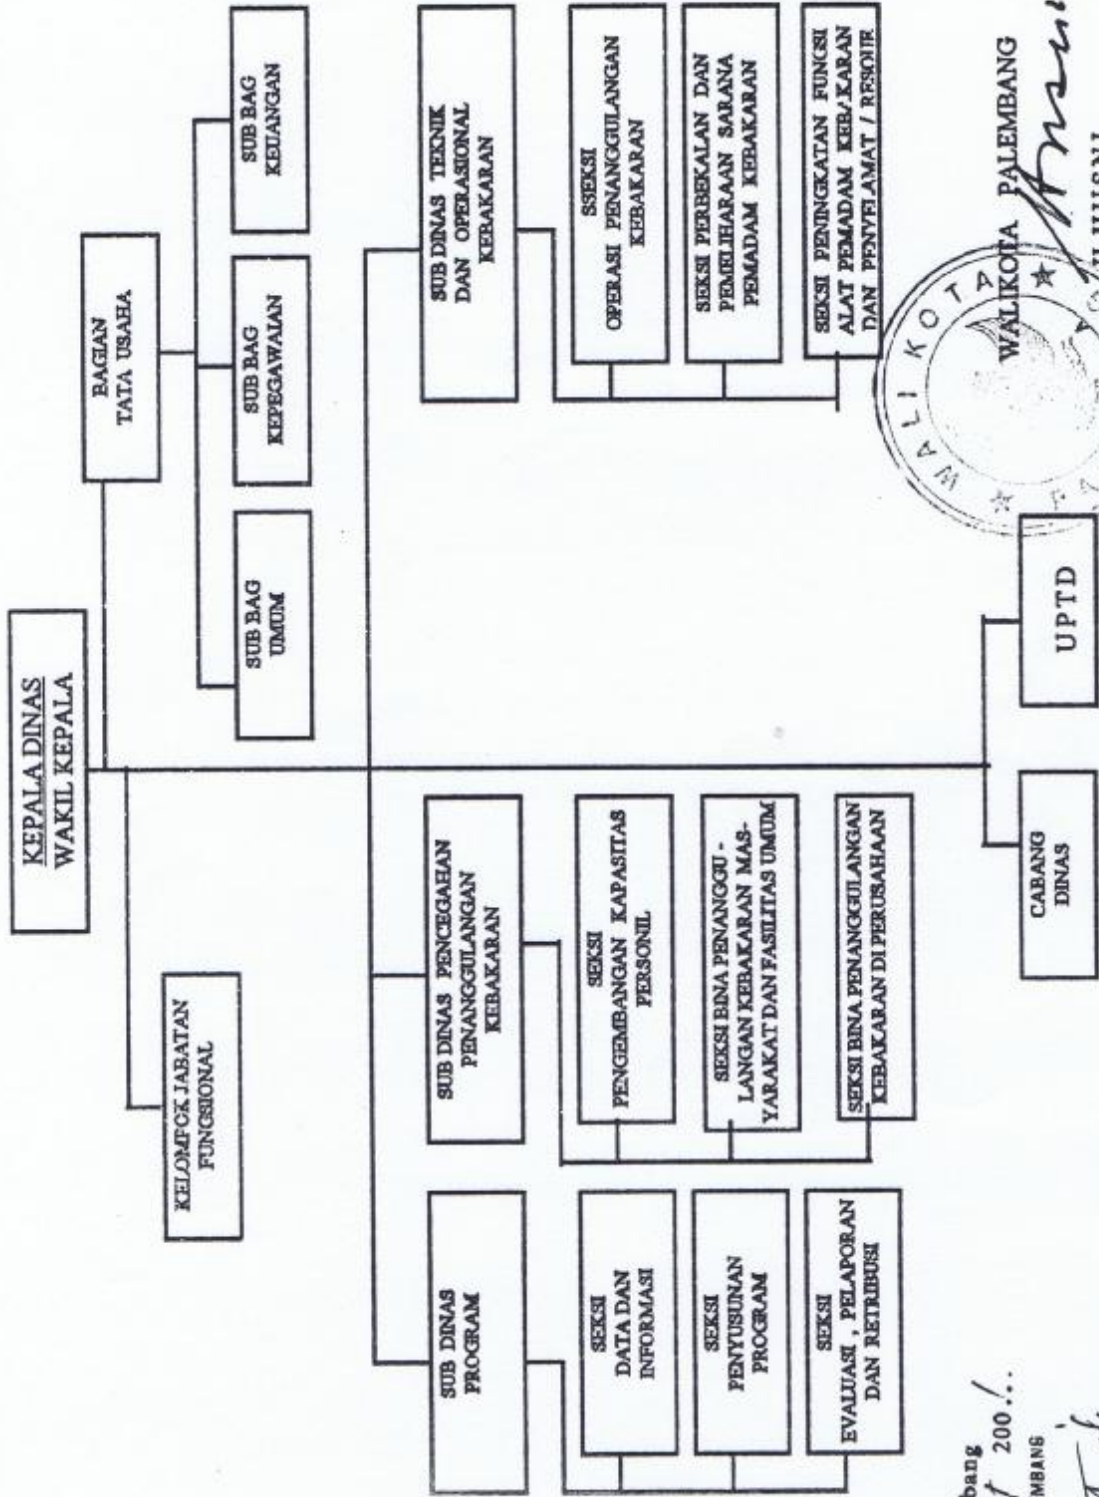 KEPALA DINAS
WAKIL KEPALA
KELOMPOK JABATAN
FUNGSIONAL
BAGIAN
TATA USAHA
SUB BAG
UMUM
SUB BAG
KEPEGAWAIAN
SUB BAG
KEUANGAN
SUB DINAS
PROGRAM
SUB DINAS PENCEGAHAN
PENANGGULANGAN
KEBAKARAN
SUB DINAS TEKNIK
DAN OPERASIONAL
KEBAKARAN
SEKSI
DATA DAN
INFORMASI
SEKSI
PENYUSUNAN
PROGRAM
SEKSI
EVALUASI , PELAPORAN
DAN RETRIBUSI
SEKSI
PENGEMBANGAN KAPASITAS
PERSONIL
SEKSI BINA PENANGGU -
LANGAN KEBAKARAN MAS-
YARAKAT DAN FASILITAS UMUM
SEKSI BINA PENANGGULANGAN
KEBAKARAN DI PERUSAHAAN
SSEKSI
OPERASI PENANGGULANGAN
KEBAKARAN
SEKSI PERBEKALAN DAN
PEMELIHARAAN SARANA
PEMADAM KEBAKARAN
SEKSI PENINGKATAN FUNGSI
ALAT PEMADAM KEBAKARAN
DAN PENYELAMAT /
CABANG
DINAS
UPTD
WALIKOTA PALEMBANG
WALI KOTA
bang
200
MBANG